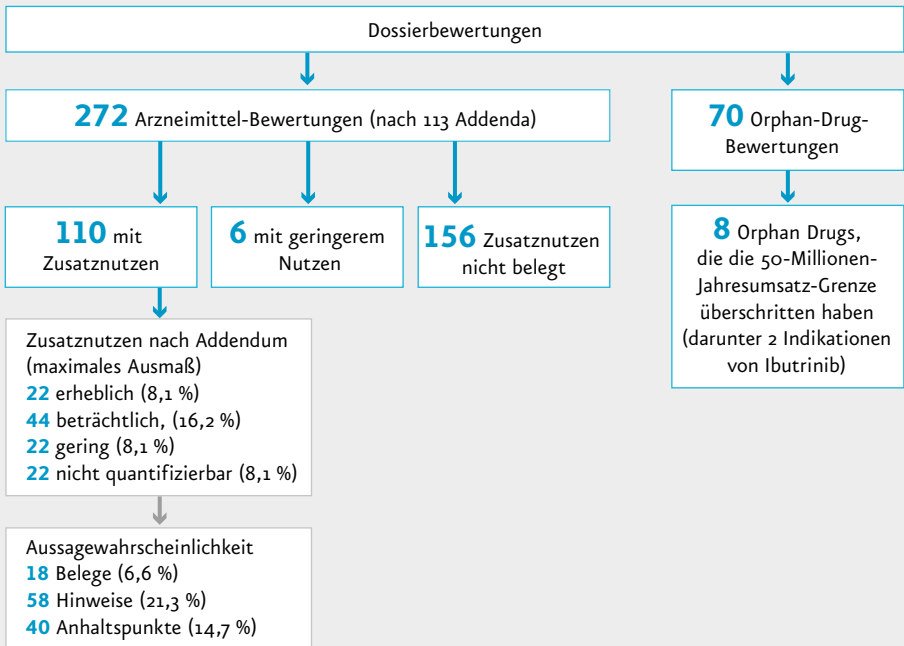 Dossierbewertungen
272 Arzneimittel-Bewertungen (nach 113 Addenda)
70 Orphan-Drug-
Bewertungen
110 mit
Zusatznutzen
6 mit geringerem
Nutzen
156 Zusatznutzen
nicht belegt
8 Orphan Drugs,
die die 50-Millionen-
Jahresumsatz-Grenze
überschritten haben
(darunter 2 Indikationen
von Ibutrinib)
Zusatznutzen nach Addendum
(maximales Ausmaß)
22 erheblich (8,1 %)
44 beträchtlich, (16,2 %)
22 gering (8,1 %)
22 nicht quantifizierbar (8,1 %)
Aussagewahrscheinlichkeit
18 Belege (6,6 %)
58 Hinweise (21,3 %)
40 Anhaltspunkte (14,7 %)